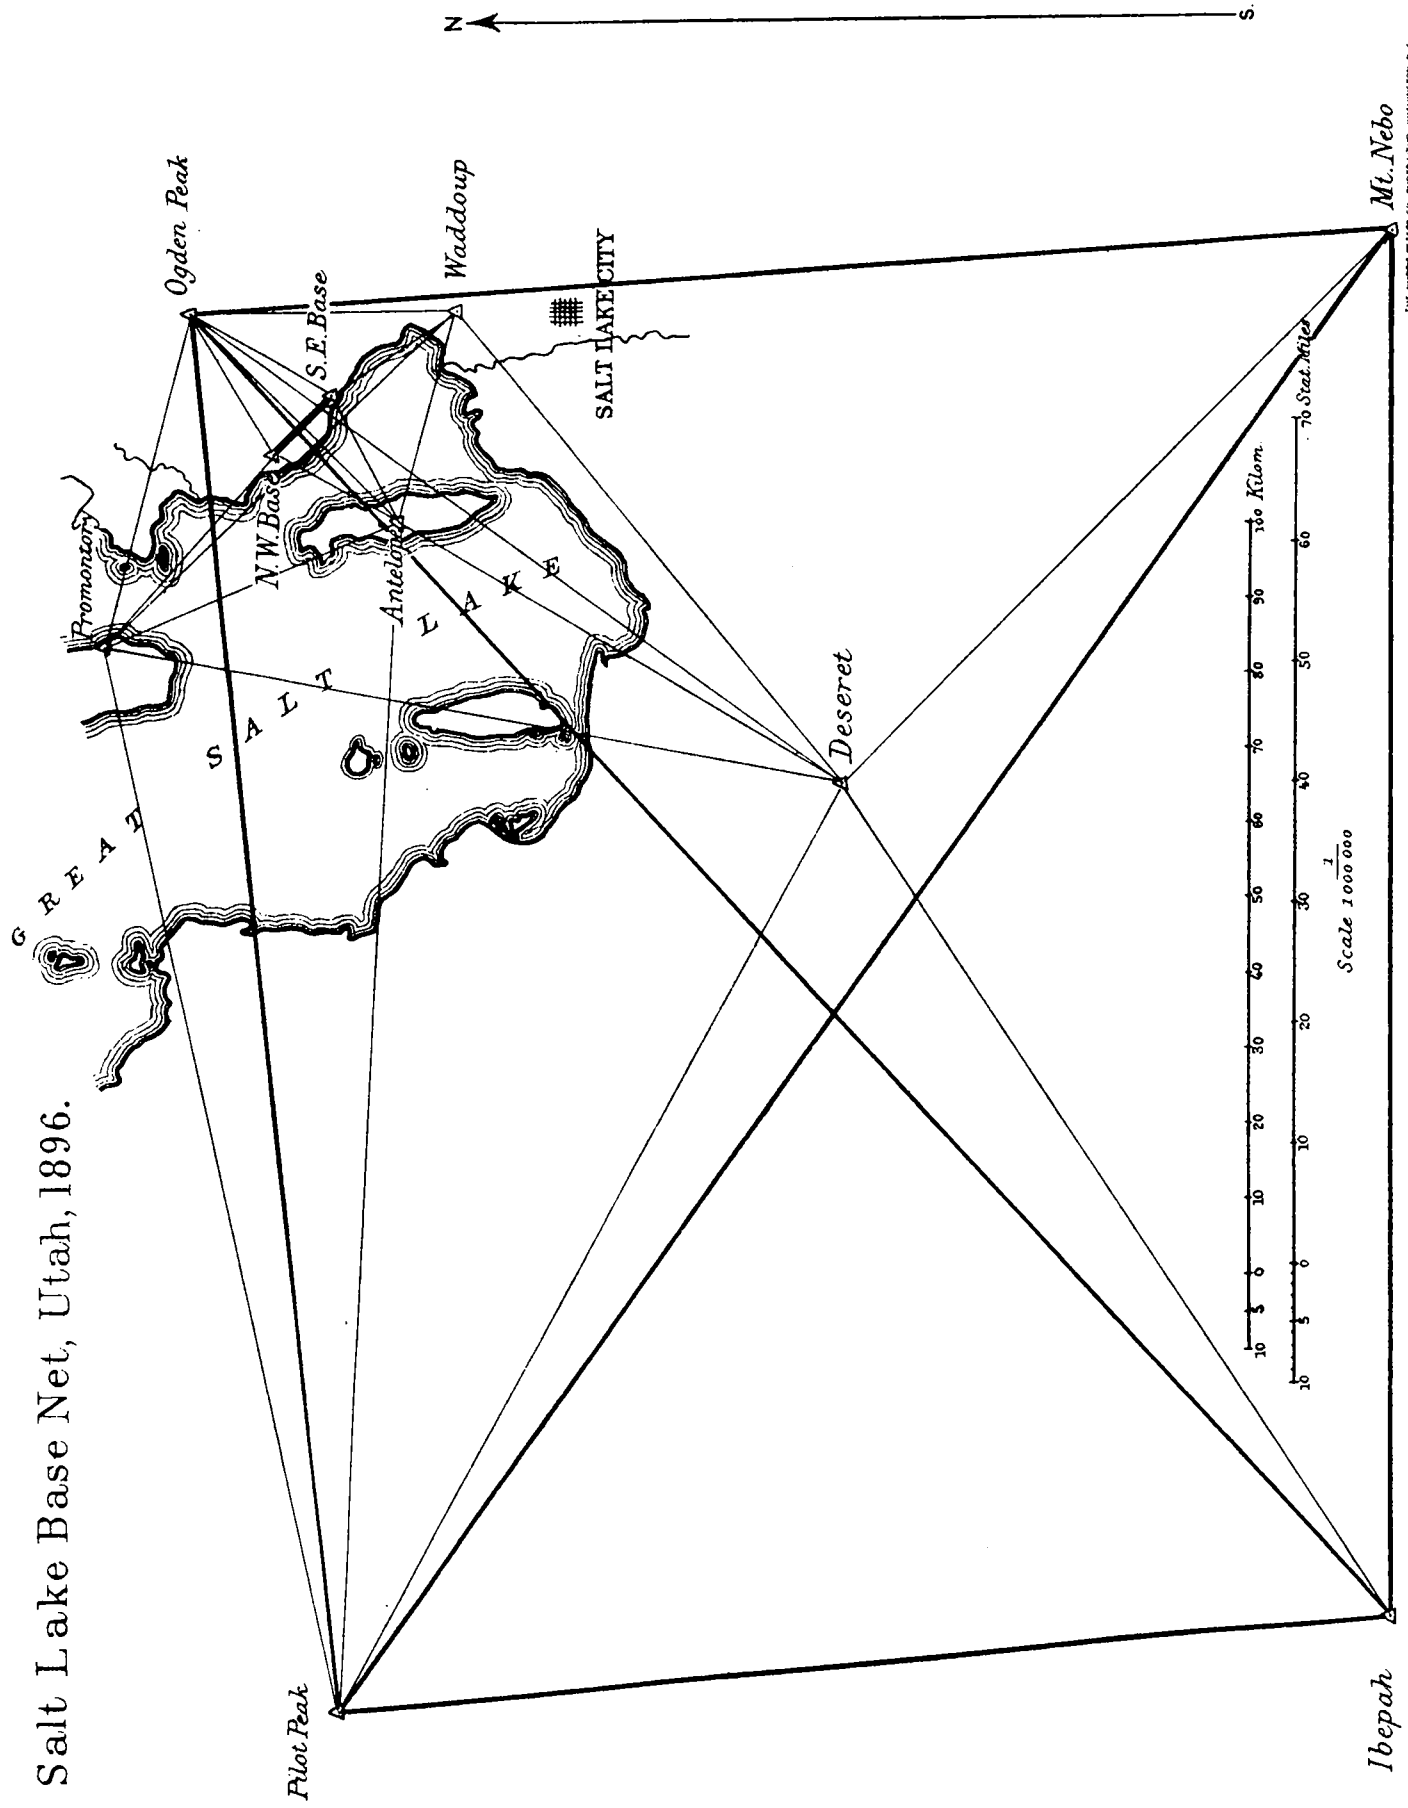 Salt Lake Base Net, Utah, 1896.
N
S.
Ogden Peak
Waddoup
S.E. Base
N.W. Base
Promontory
Antelope
SALT LAKE CITY
GREAT SALT LAKE
Pilot Peak
Deseret
Ibepah
Mt. Nebo
10 5 0 10 20 30 40 50 60 70 80 90 100 Kilom.
10 5 0 10 20 30 40 50 60 70 Stat. Miles
Scale 1/1000 000